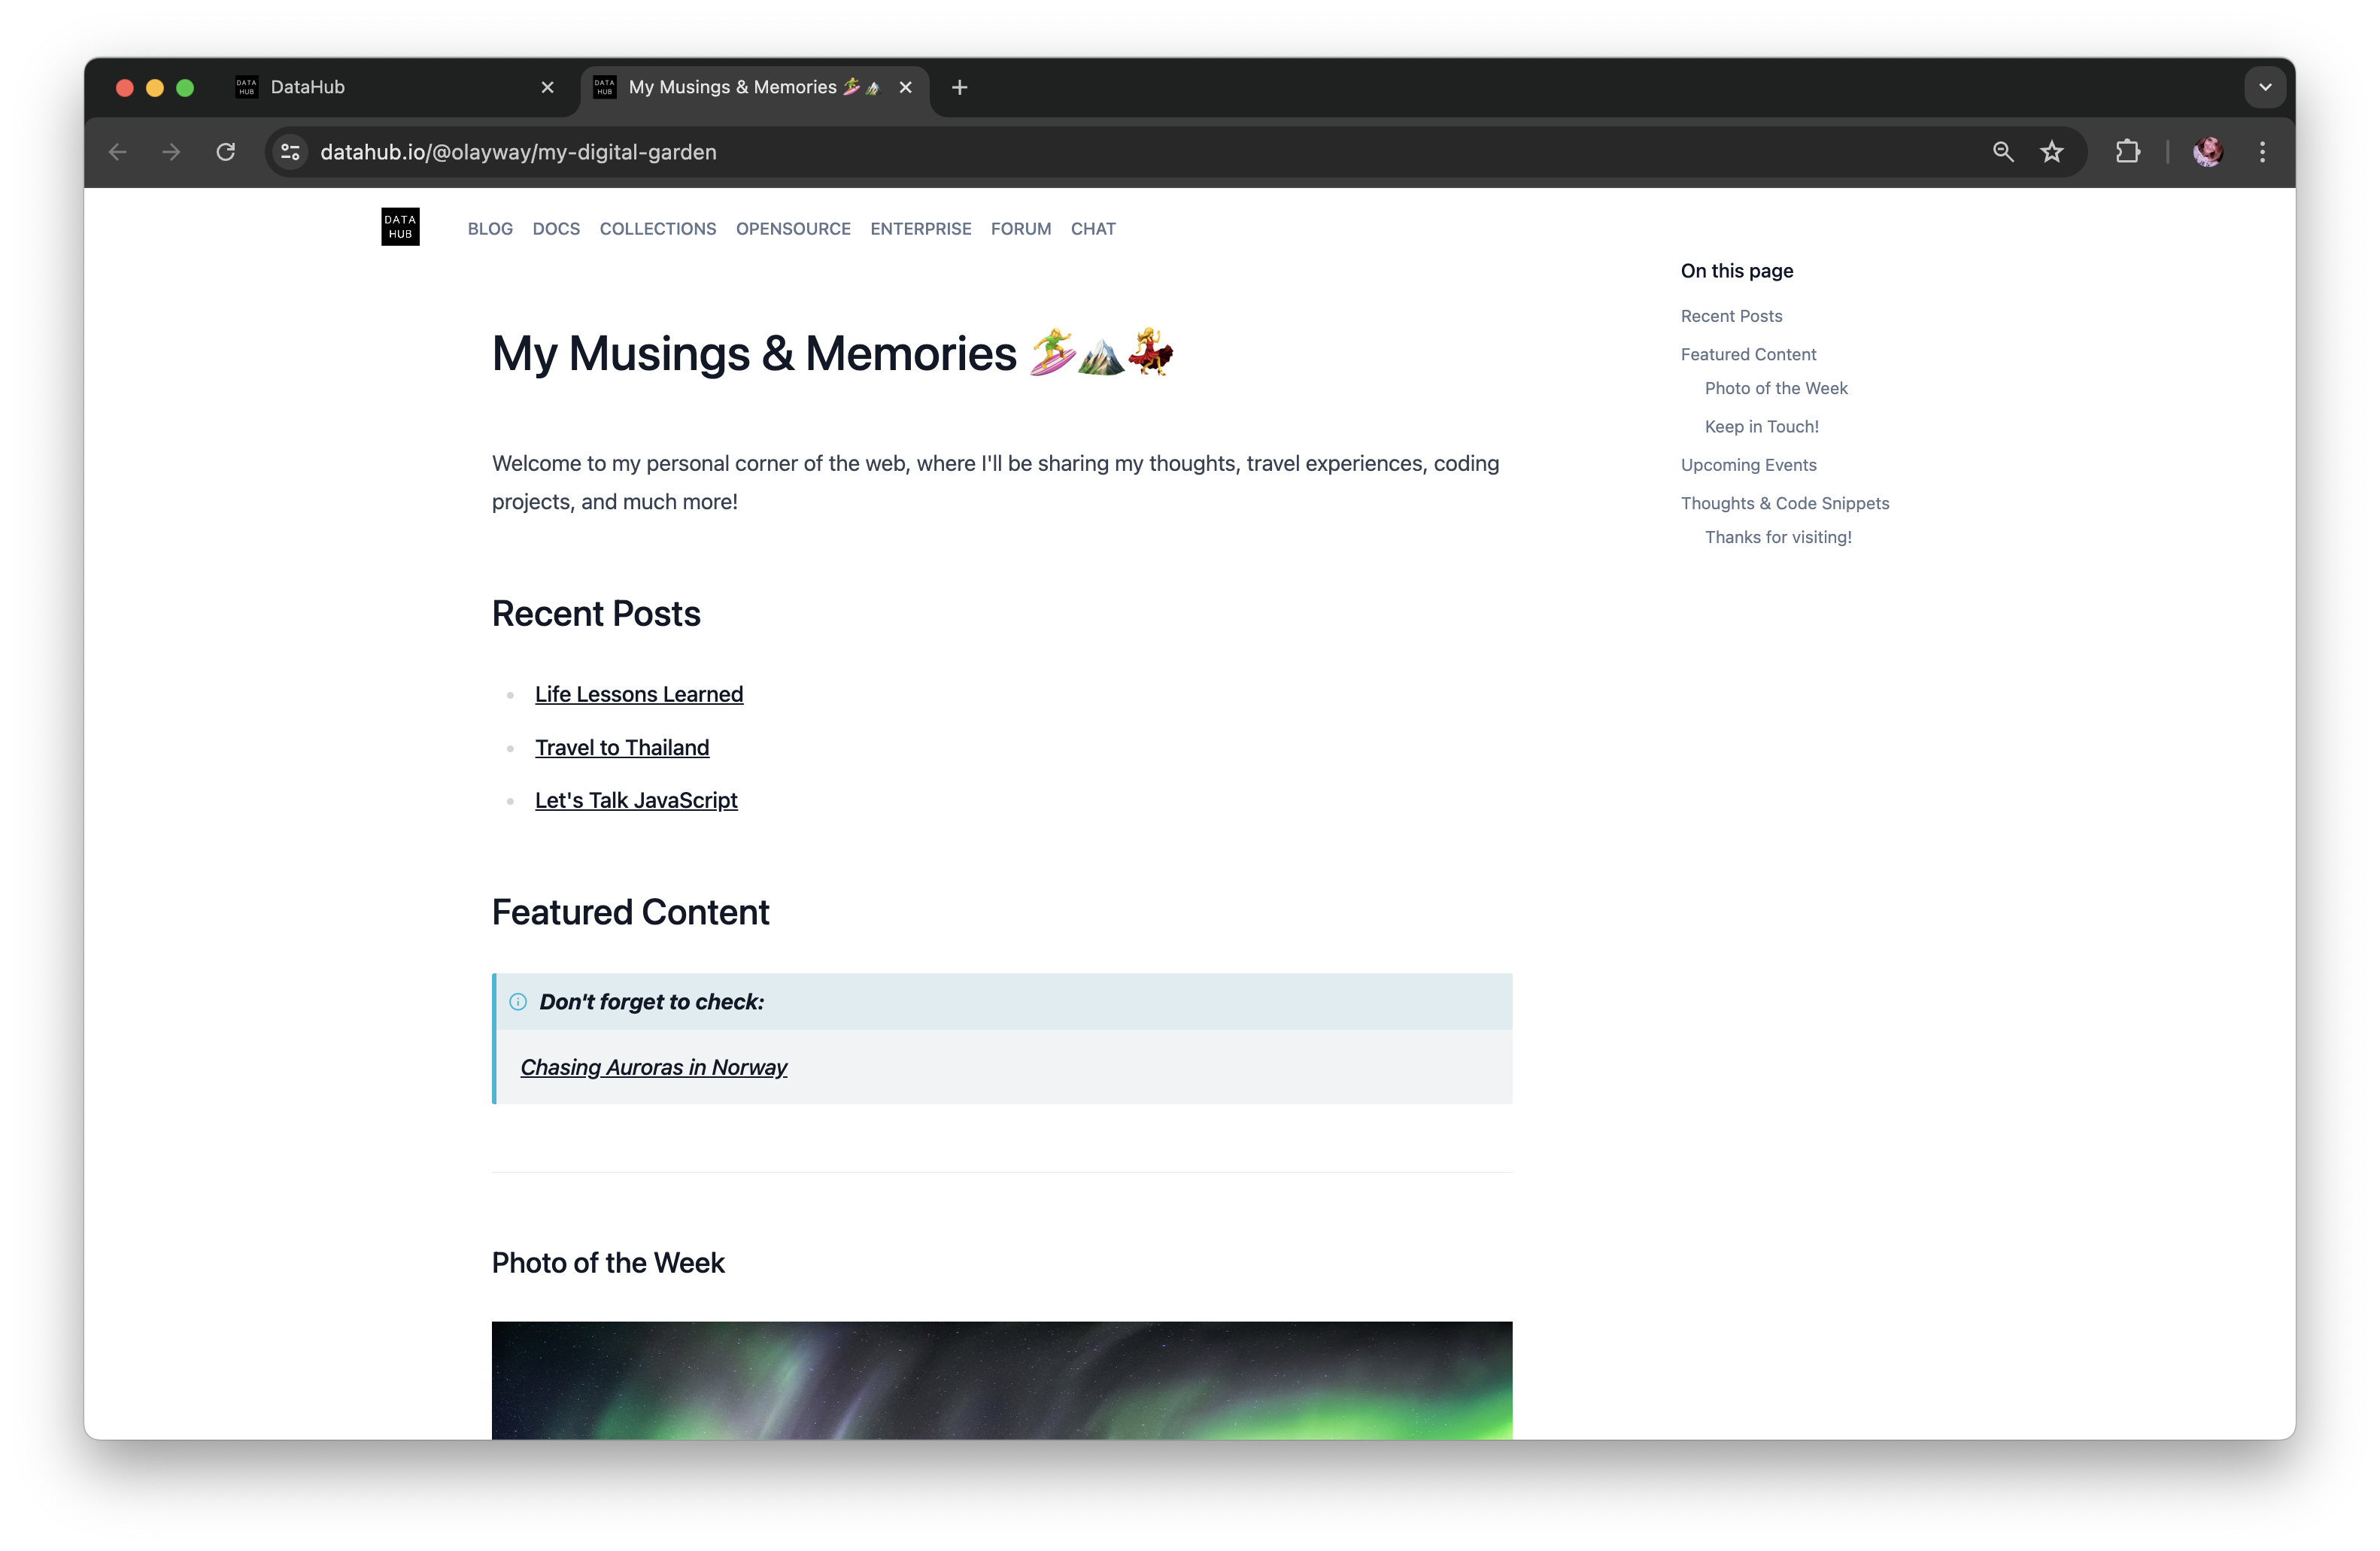 DATA HUB DataHub
DATA HUB My Musings & Memories 🏄⛰️
datahub.io/@olayway/my-digital-garden
DATA
HUB
BLOG DOCS COLLECTIONS OPENSOURCE ENTERPRISE FORUM CHAT
My Musings & Memories 🏄⛰️💃
Welcome to my personal corner of the web, where I'll be sharing my thoughts, travel experiences, coding
projects, and much more!
Recent Posts
Life Lessons Learned
Travel to Thailand
Let's Talk JavaScript
Featured Content
Don't forget to check:
Chasing Auroras in Norway
Photo of the Week
On this page
Recent Posts
Featured Content
Photo of the Week
Keep in Touch!
Upcoming Events
Thoughts & Code Snippets
Thanks for visiting!